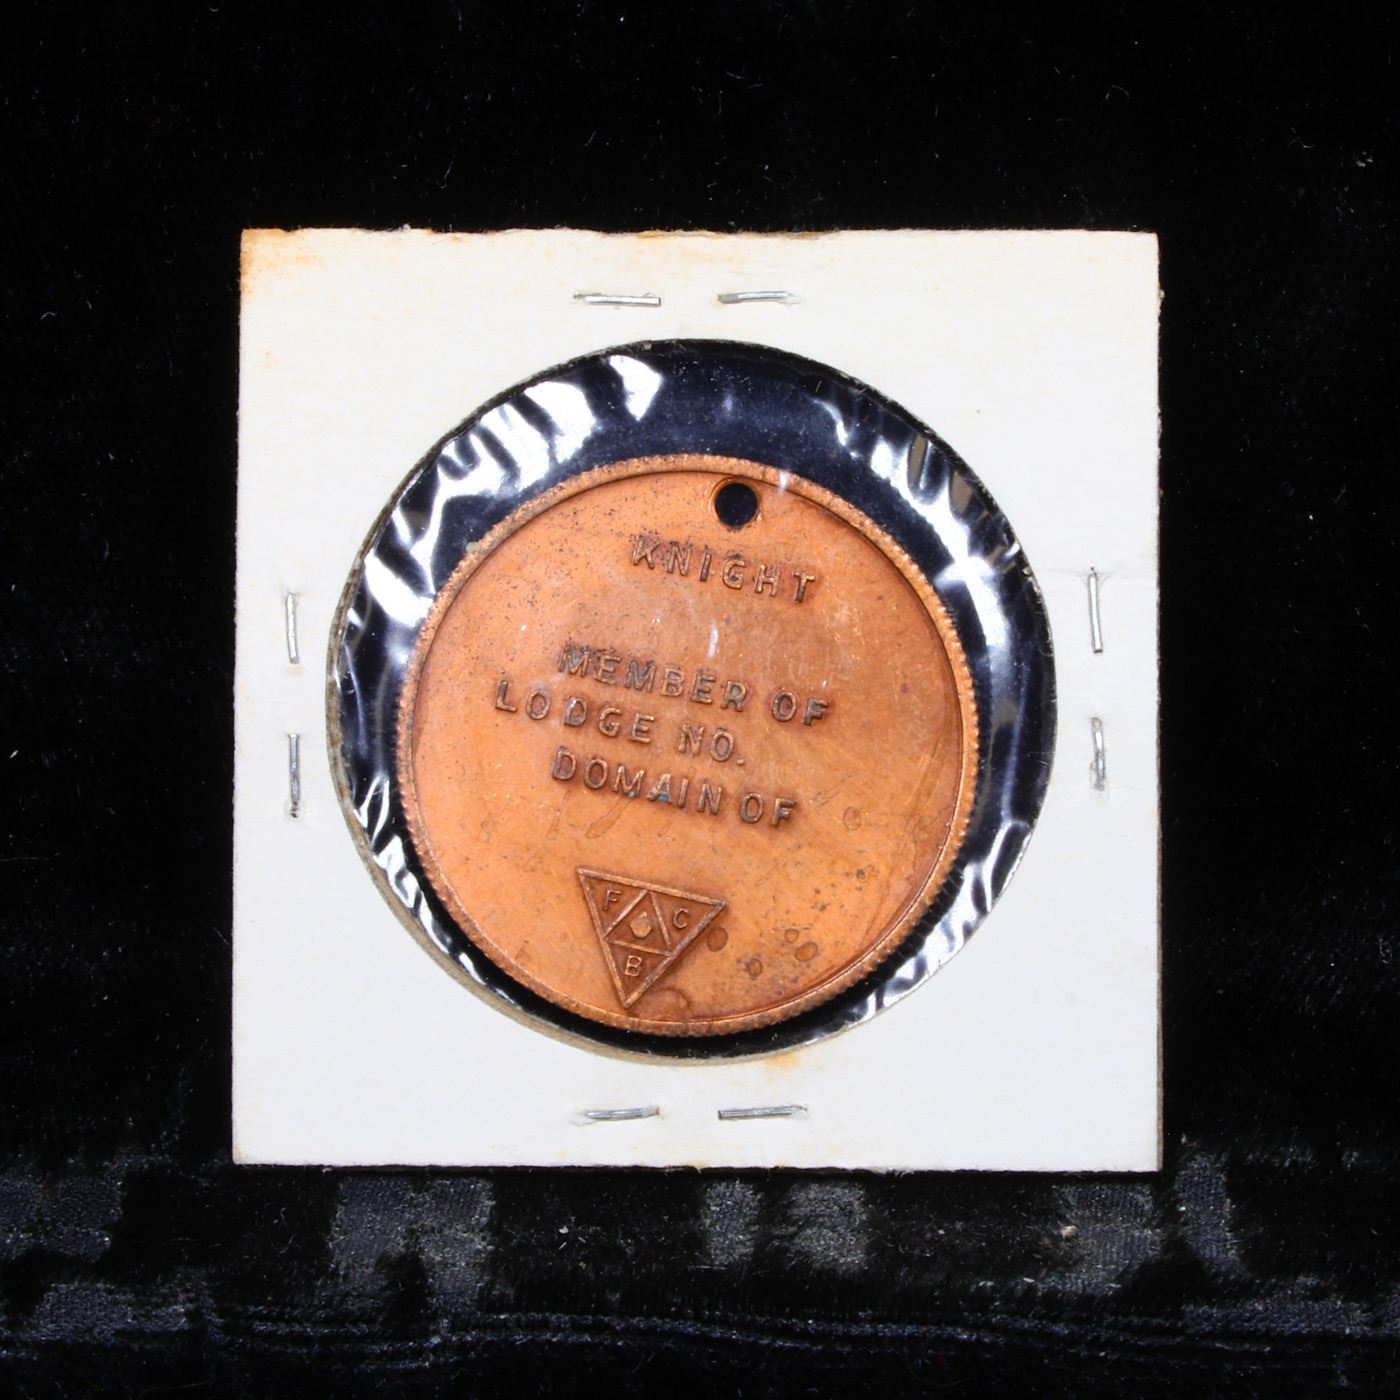 KNIGHT
MEMBER OF
LODGE NO.
DOMAIN OF
F C
B